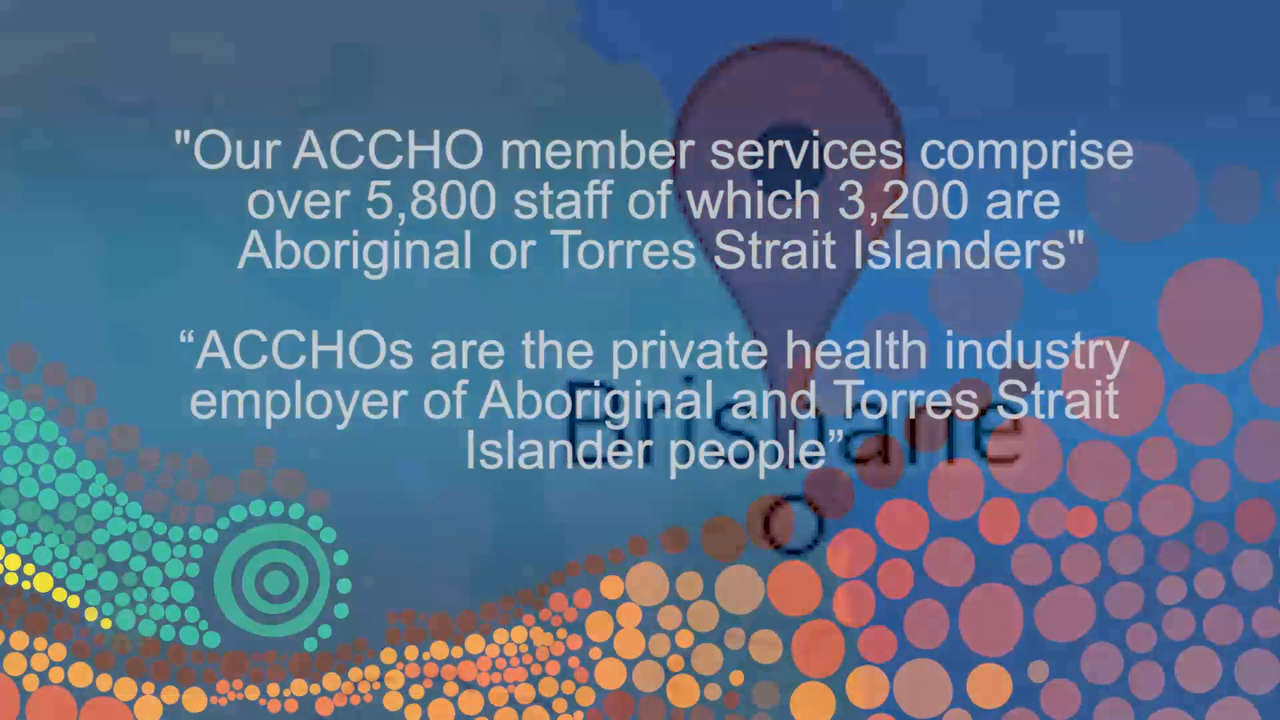 "Our ACCHO member services comprise
over 5,800 staff of which 3,200 are
Aboriginal or Torres Strait Islanders"
“ACCHOs are the private health industry
employer of Aboriginal and Torres Strait
Islander people”
Brisbane